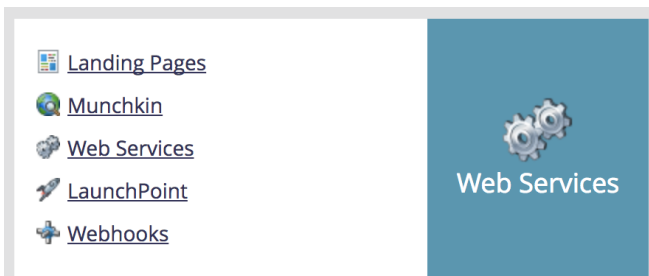 Landing Pages
Munchkin
Web Services
LaunchPoint
Webhooks
Web Services